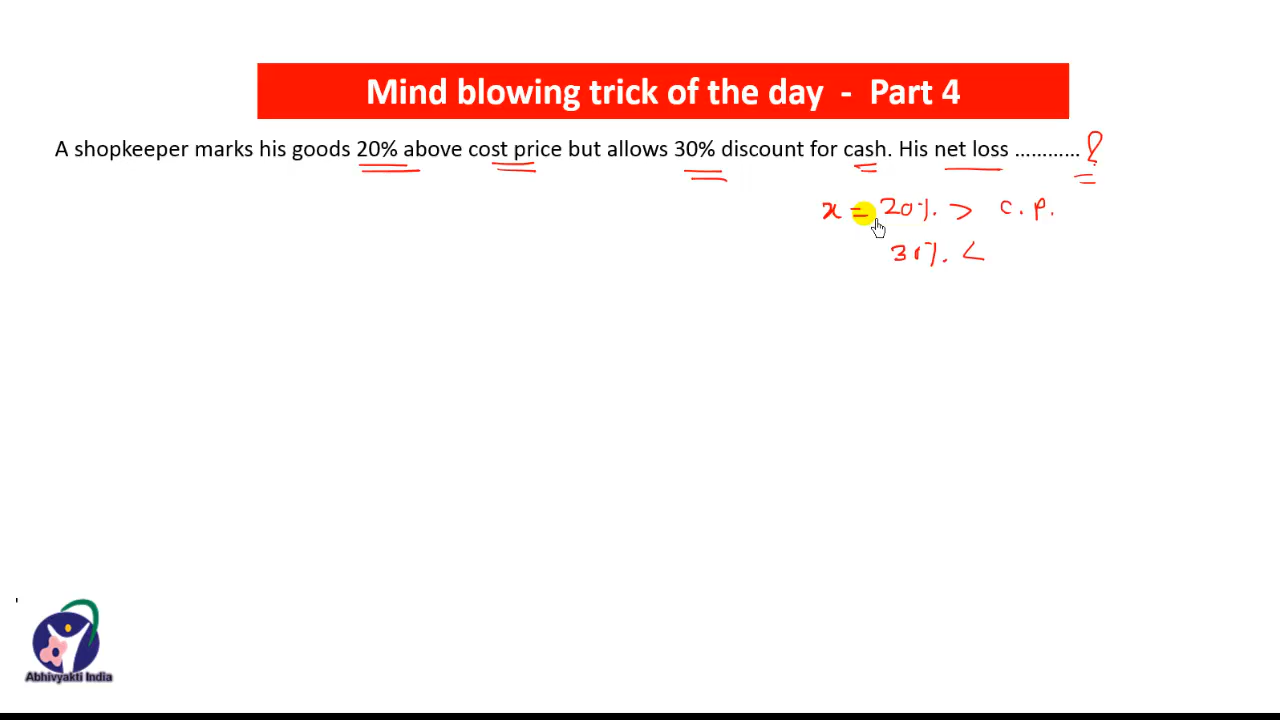 Mind blowing trick of the day - Part 4
A shopkeeper marks his goods 20% above cost price but allows 30% discount for cash. His net loss ............ ?
x = 20% > C.P.
30% <
Abhivyakti India